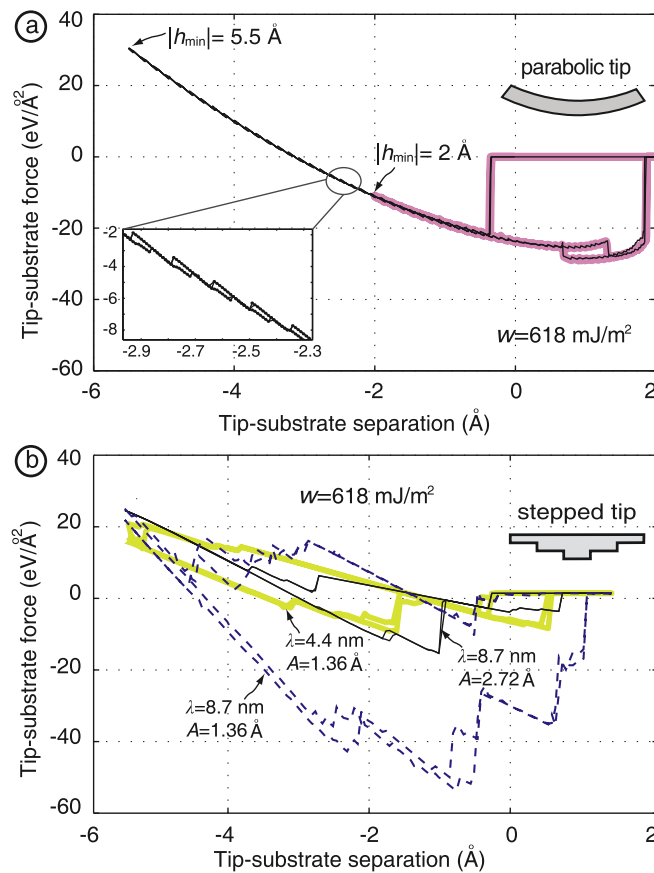 a
40
20
0
-20
-40
-60
Tip-substrate force (eV/Å²)
|hmin|= 5.5 Å
parabolic tip
|hmin|= 2 Å
-2
-4
-6
-8
-2.9
-2.7
-2.5
-2.3
w=618 mJ/m²
-6
-4
-2
0
2
Tip-substrate separation (Å)
b
40
20
0
-20
-40
-60
Tip-substrate force (eV/Å²)
w=618 mJ/m²
stepped tip
λ=4.4 nm
A=1.36 Å
λ=8.7 nm
A=2.72 Å
λ=8.7 nm
A=1.36 Å
-6
-4
-2
0
2
Tip-substrate separation (Å)